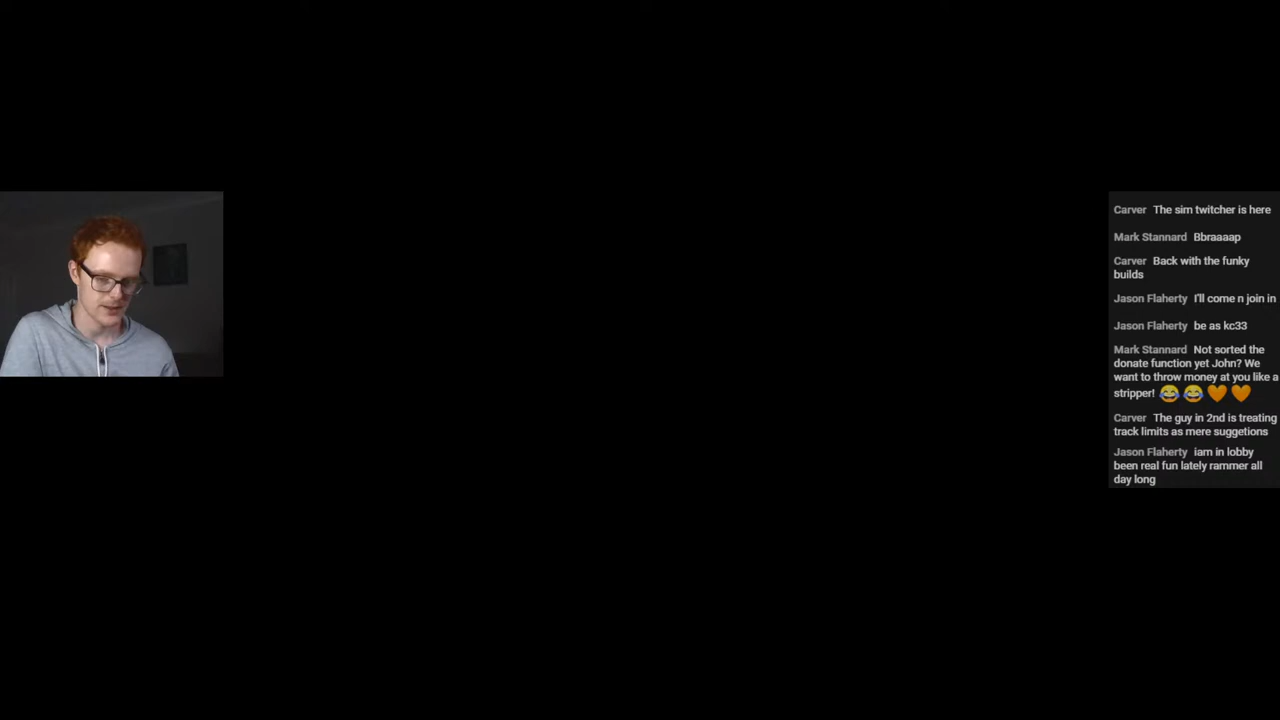 Carver The sim twitcher is here
Mark Stannard Bbraaaap
Carver Back with the funky
builds
Jason Flaherty I'll come n join in
Jason Flaherty be as kc33
Mark Stannard Not sorted the
donate function yet John? We
want to throw money at you like a
stripper! 😂 😂 🧡 🧡
Carver The guy in 2nd is treating
track limits as mere suggetions
Jason Flaherty iam in lobby
been real fun lately rammer all
day long